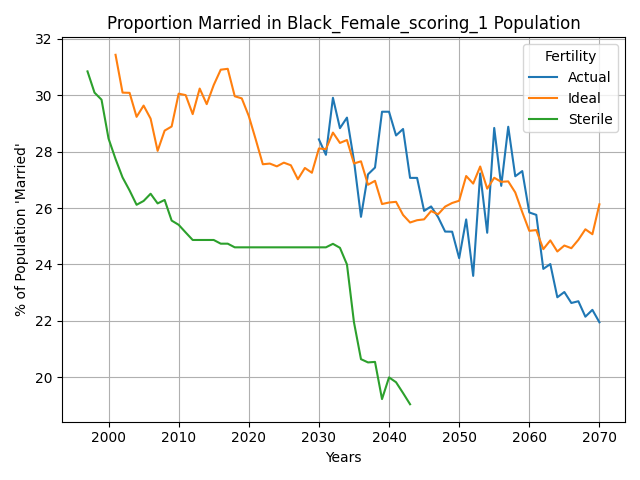 Proportion Married in Black_Female_scoring_1 Population
% of Population 'Married'
32
30
28
26
24
22
20
Fertility
Actual
Ideal
Sterile
2000 2010 2020 2030 2040 2050 2060 2070
Years